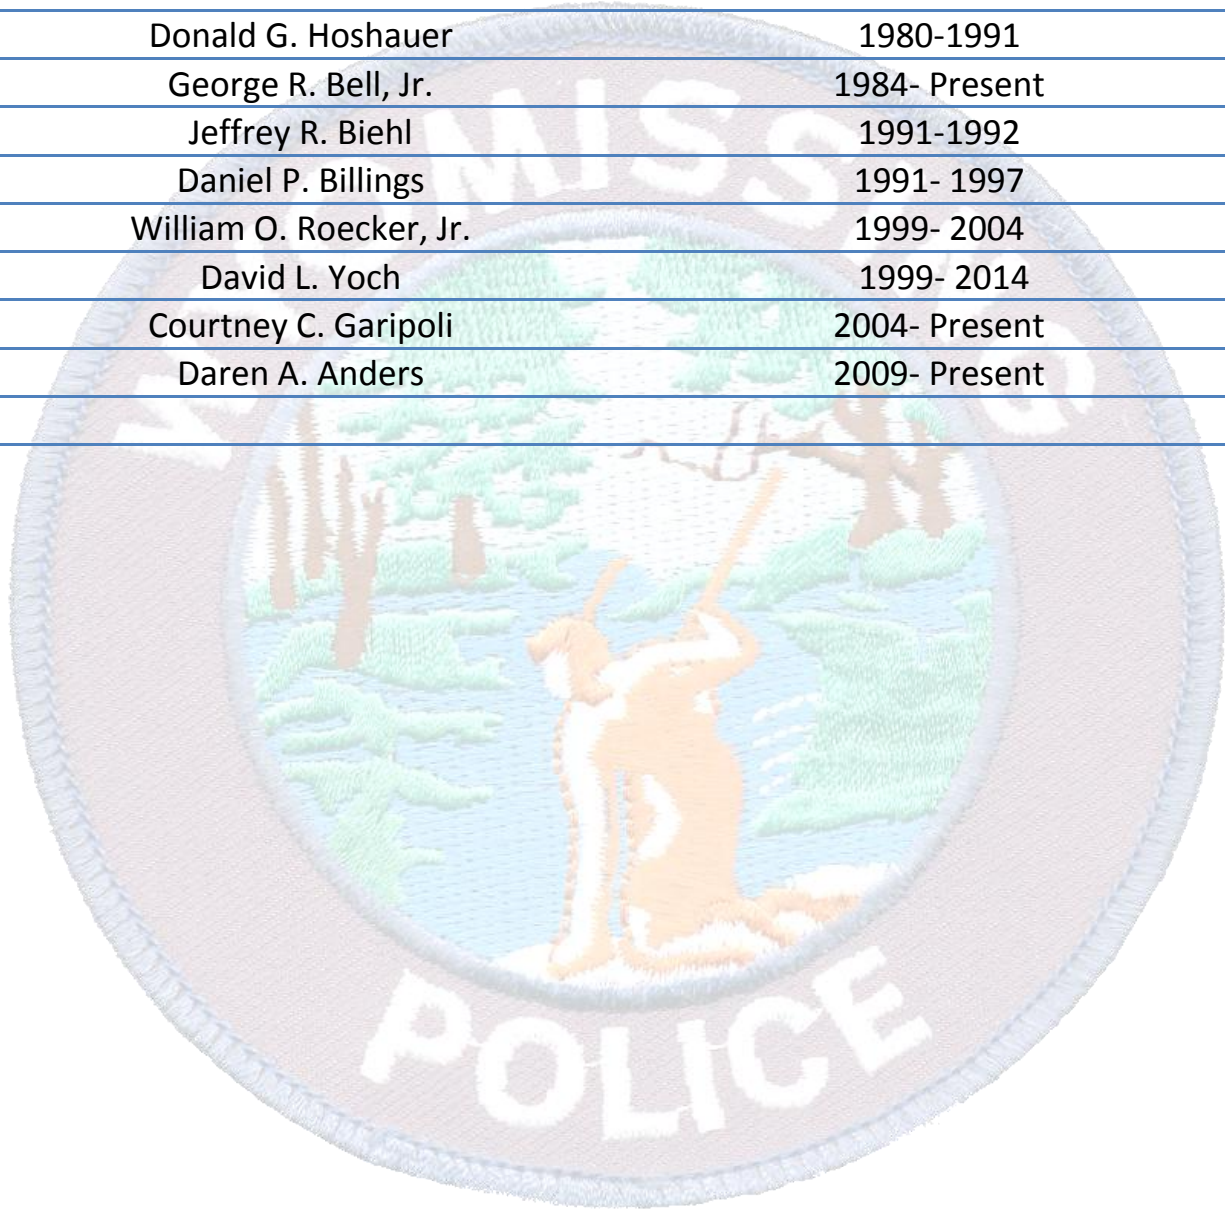 Donald G. Hoshauer 1980-1991
George R. Bell, Jr. 1984- Present
Jeffrey R. Biehl 1991-1992
Daniel P. Billings 1991- 1997
William O. Roecker, Jr. 1999- 2004
David L. Yoch 1999- 2014
Courtney C. Garipoli 2004- Present
Daren A. Anders 2009- Present
WYOMISSING
POLICE